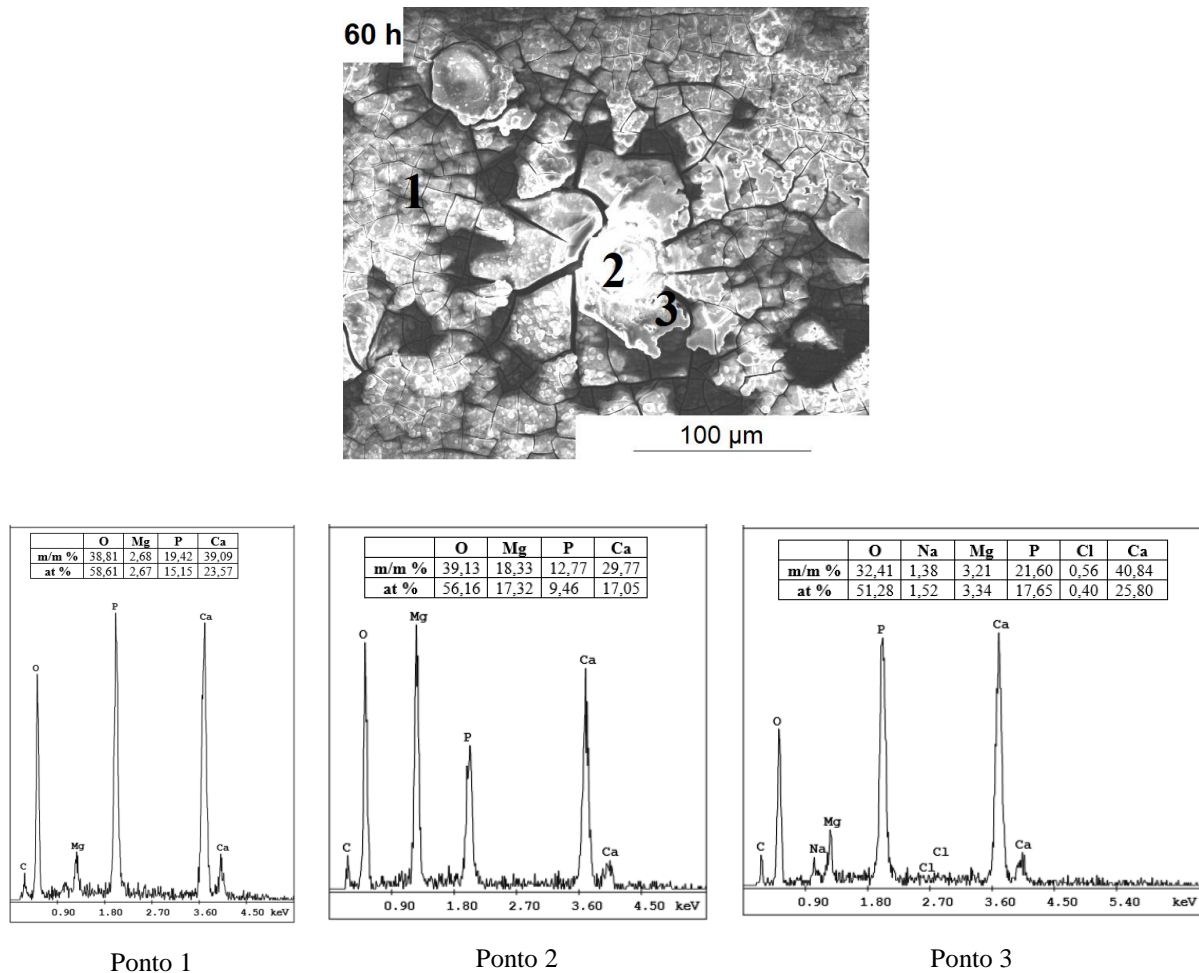 60 h
1
2
3
100 µm
O Mg P Ca
m/m % 38,81 2,68 19,42 39,09
at % 58,61 2,67 15,15 23,57
P
Ca
O
Mg
Ca
C
0.90 1.80 2.70 3.60 4.50 keV
Ponto 1
O Mg P Ca
m/m % 39,13 18,33 12,77 29,77
at % 56,16 17,32 9,46 17,05
Mg
O
Ca
P
C
Ca
0.90 1.80 2.70 3.60 4.50 keV
Ponto 2
O Na Mg P Cl Ca
m/m % 32,41 1,38 3,21 21,60 0,56 40,84
at % 51,28 1,52 3,34 17,65 0,40 25,80
Ca
P
O
Mg
Cl
Ca
C
Na
Cl
0.90 1.80 2.70 3.60 4.50 5.40 keV
Ponto 3